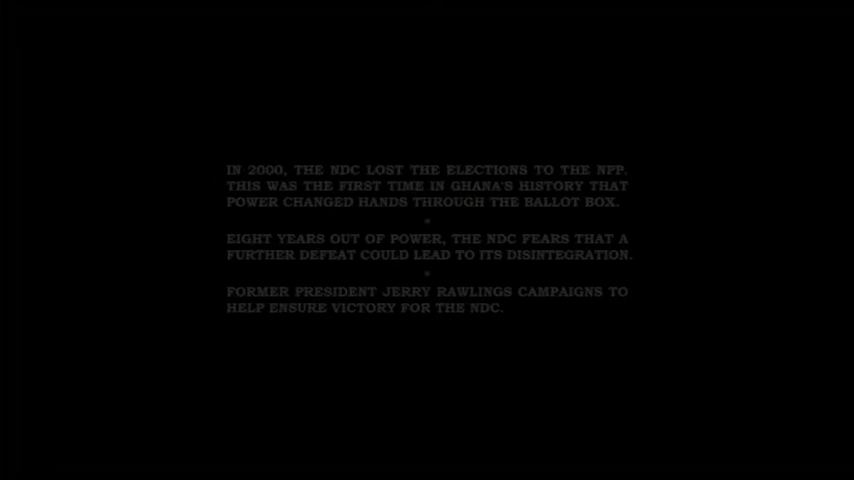 IN 2000, THE NDC LOST THE ELECTIONS TO THE NPP.
THIS WAS THE FIRST TIME IN GHANA'S HISTORY THAT
POWER CHANGED HANDS THROUGH THE BALLOT BOX.
*
EIGHT YEARS OUT OF POWER, THE NDC FEARS THAT A
FURTHER DEFEAT COULD LEAD TO ITS DISINTEGRATION.
*
FORMER PRESIDENT JERRY RAWLINGS CAMPAIGNS TO
HELP ENSURE VICTORY FOR THE NDC.